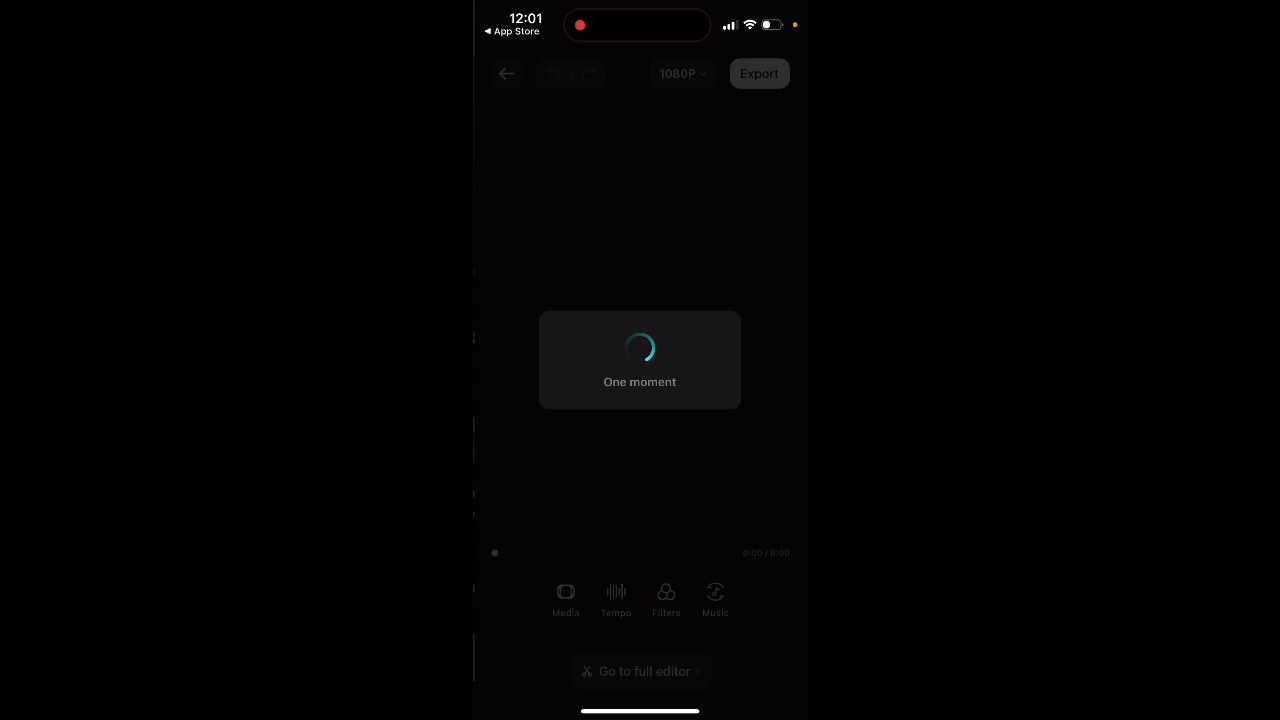 12:01
◀ App Store
1080P
Export
One moment
0:00 / 0:00
Media
Tempo
Filters
Music
Go to full editor